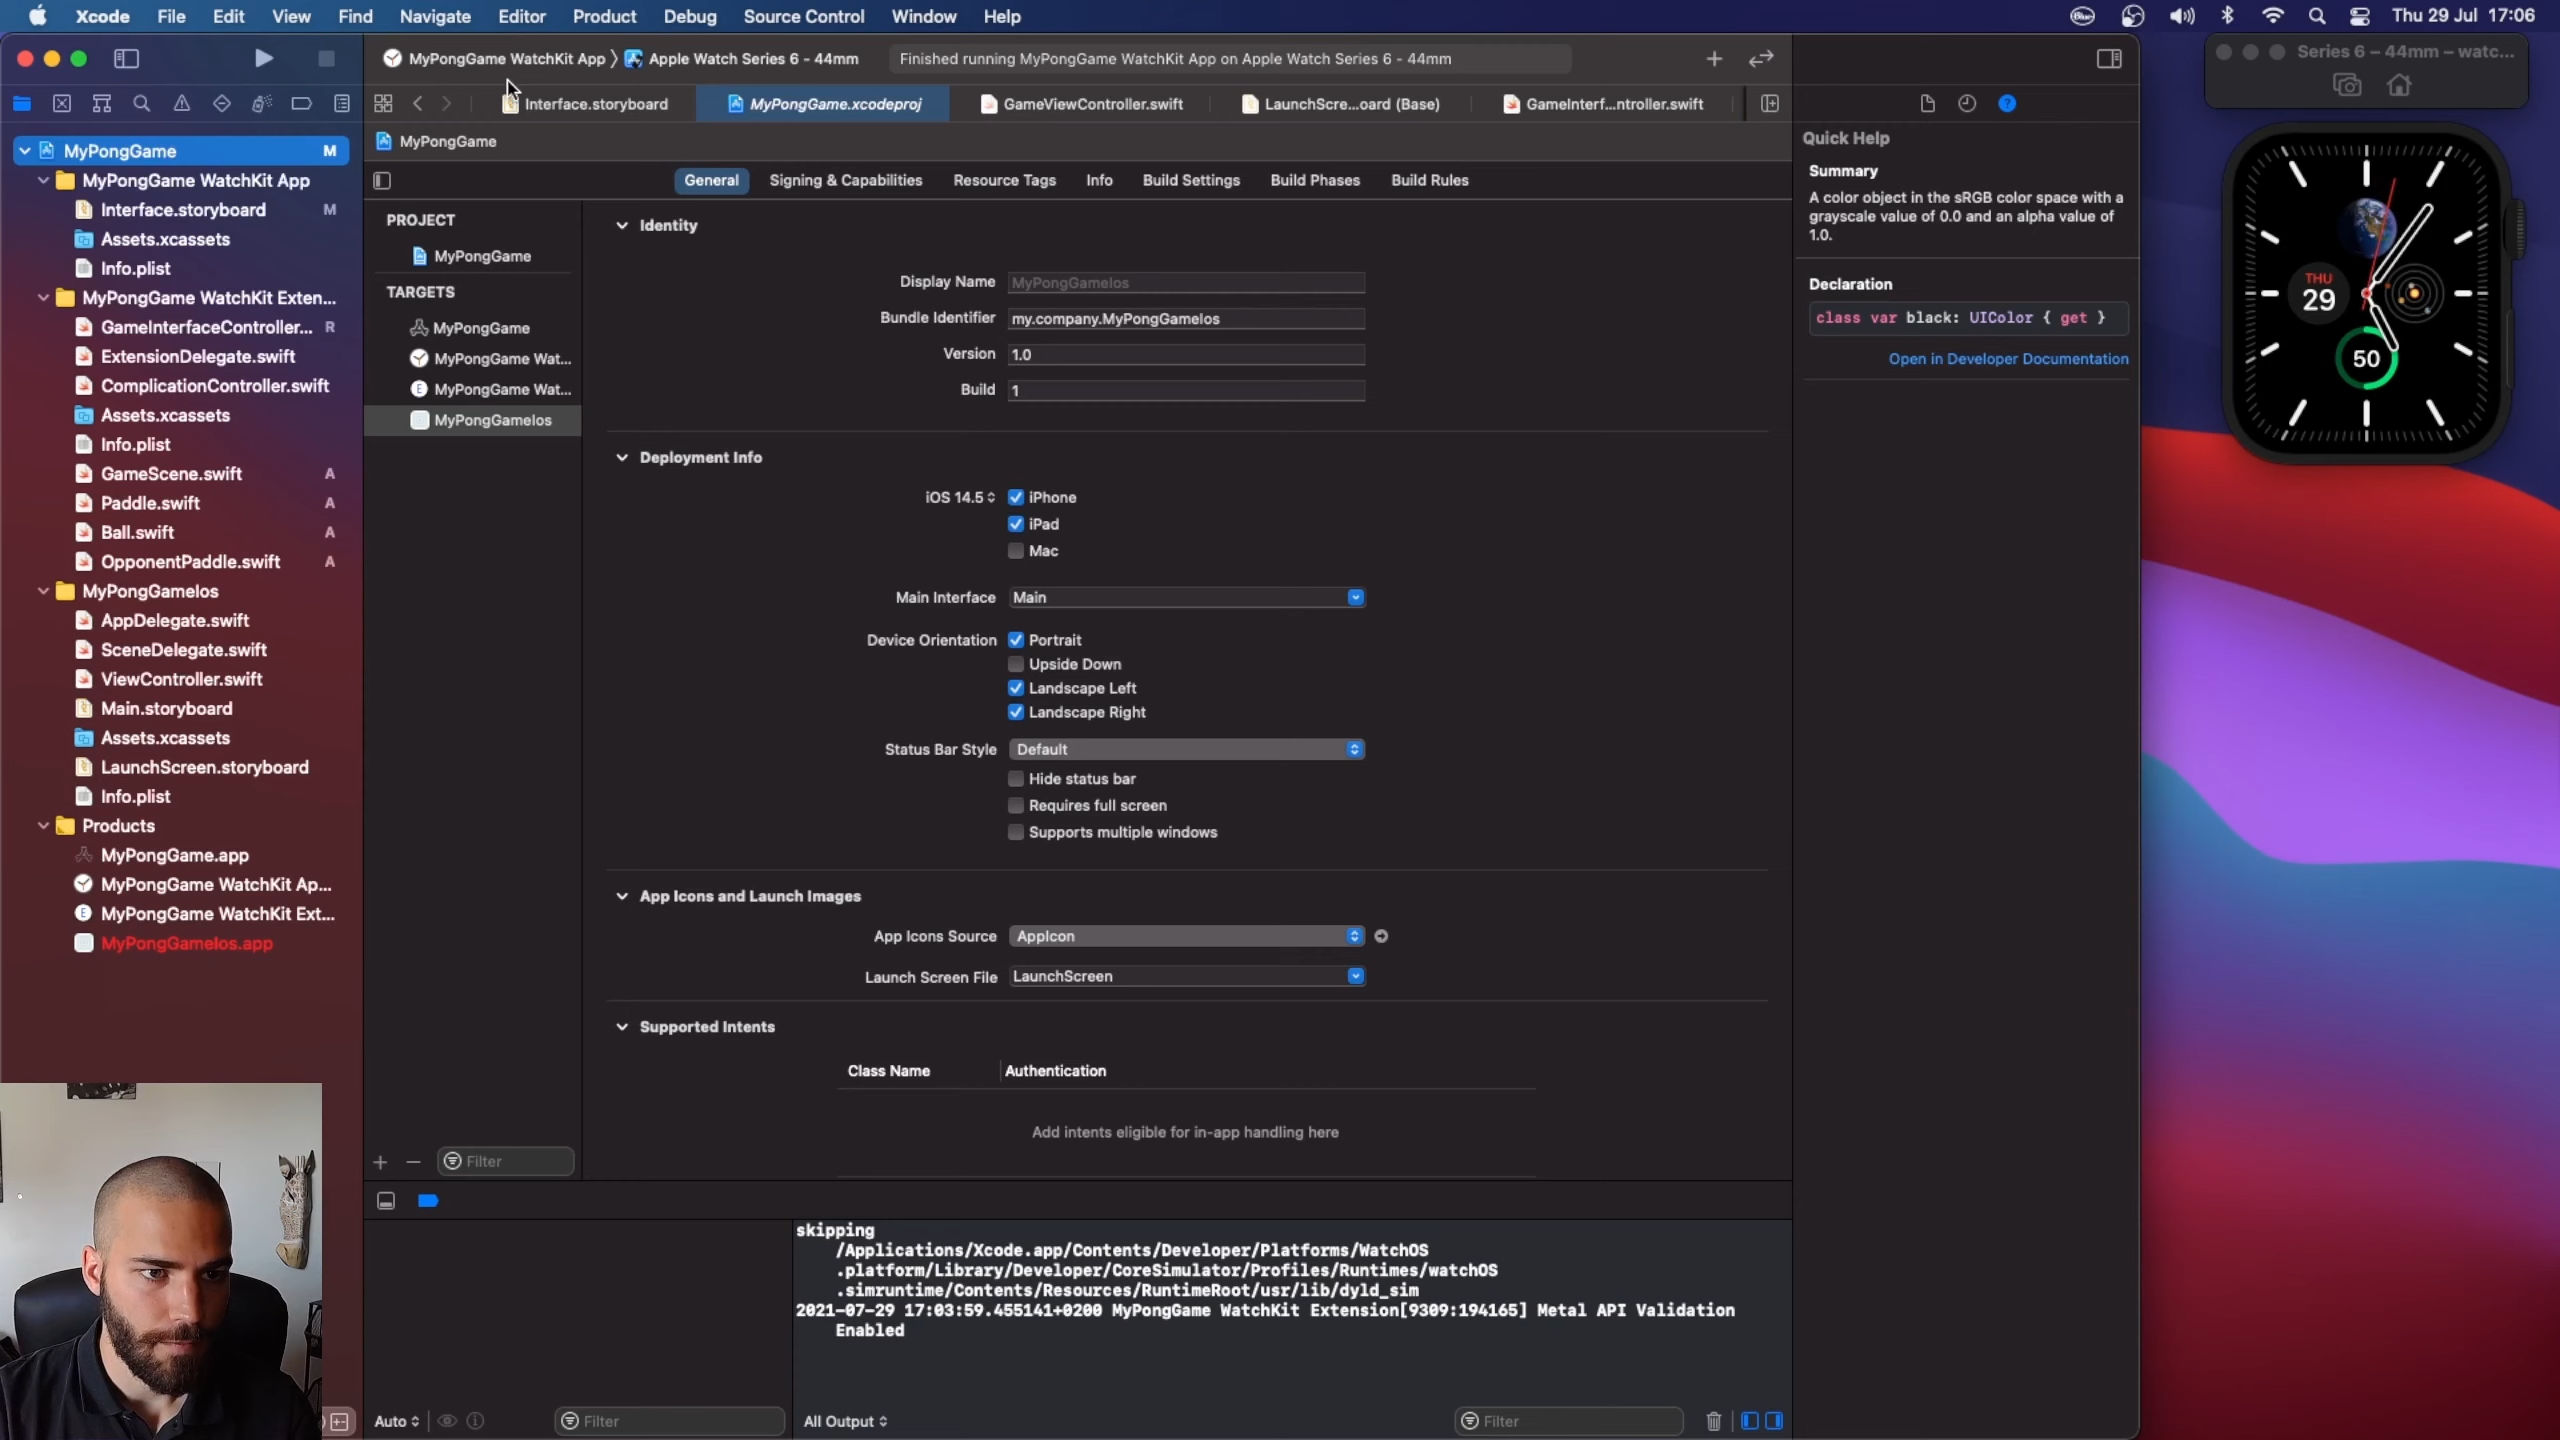 Xcode File Edit View Find Navigate Editor Product Debug Source Control Window Help Thu 29 Jul 17:06
MyPongGame WatchKit App Apple Watch Series 6 - 44mm Finished running MyPongGame WatchKit App on Apple Watch Series 6 - 44mm
Series 6 – 44mm – watc...
Interface.storyboard MyPongGame.xcodeproj GameViewController.swift LaunchScre...oard (Base) GameInterf...ntroller.swift
MyPongGame
General Signing & Capabilities Resource Tags Info Build Settings Build Phases Build Rules
MyPongGame M
MyPongGame WatchKit App
Interface.storyboard M
Assets.xcassets
Info.plist
MyPongGame WatchKit Exten...
GameInterfaceController... R
ExtensionDelegate.swift
ComplicationController.swift
Assets.xcassets
Info.plist
GameScene.swift A
Paddle.swift A
Ball.swift A
OpponentPaddle.swift A
MyPongGameIos
AppDelegate.swift
SceneDelegate.swift
ViewController.swift
Main.storyboard
Assets.xcassets
LaunchScreen.storyboard
Info.plist
Products
MyPongGame.app
MyPongGame WatchKit Ap...
MyPongGame WatchKit Ext...
MyPongGameIos.app
PROJECT
MyPongGame
TARGETS
MyPongGame
MyPongGame Wat...
MyPongGame Wat...
MyPongGameIos
Filter
Identity
Display Name MyPongGameIos
Bundle Identifier my.company.MyPongGameIos
Version 1.0
Build 1
Deployment Info
iOS 14.5 iPhone
iPad
Mac
Main Interface Main
Device Orientation Portrait
Upside Down
Landscape Left
Landscape Right
Status Bar Style Default
Hide status bar
Requires full screen
Supports multiple windows
App Icons and Launch Images
App Icons Source AppIcon
Launch Screen File LaunchScreen
Supported Intents
Class Name Authentication
Add intents eligible for in-app handling here
Quick Help
Summary
A color object in the sRGB color space with a
grayscale value of 0.0 and an alpha value of
1.0.
Declaration
class var black: UIColor { get }
Open in Developer Documentation
THU
29
50
skipping
/Applications/Xcode.app/Contents/Developer/Platforms/WatchOS
.platform/Library/Developer/CoreSimulator/Profiles/Runtimes/watchOS
.simruntime/Contents/Resources/RuntimeRoot/usr/lib/dyld_sim
2021-07-29 17:03:59.455141+0200 MyPongGame WatchKit Extension[9309:194165] Metal API Validation
Enabled
Auto Filter All Output Filter